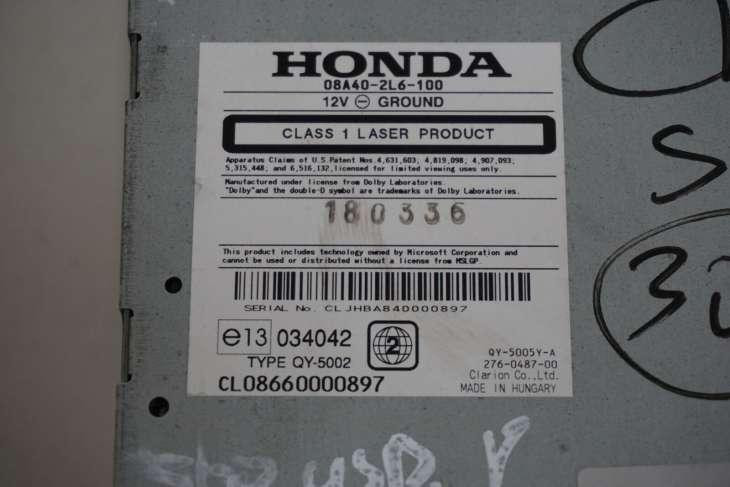 HONDA
08A40-2L6-100
12V ⊖ GROUND
CLASS 1 LASER PRODUCT
Apparatus Claims of U.S.Patent Nos.4,631,603; 4,819,098; 4,907,093;
5,315,448; and 6,516,132,licensed for limited viewing uses only.
Manufactured under license from Dolby Laboratories.
"Dolby"and the double-D symbol are trademarks of Dolby Laboratories.
180336
This product includes technology owned by Microsoft Corporation and
cannot be used or distributed without a license from MSLGP.
SERIAL No. CLJHBA840000897
e13 034042
2
TYPE QY-5002
CL08660000897
QY-5005Y-A
276-0487-00
Clarion Co.,Ltd.
MADE IN HUNGARY